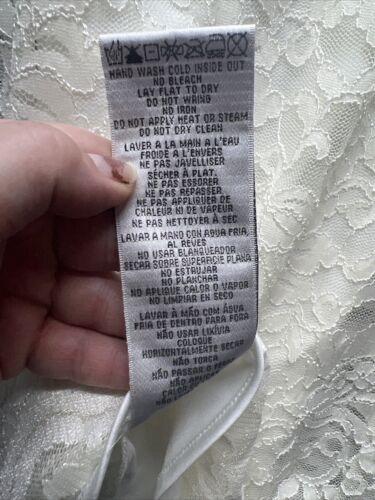 HAND WASH COLD INSIDE OUT
NO BLEACH
LAY FLAT TO DRY
DO NOT WRING
NO IRON
DO NOT APPLY HEAT OR STEAM
DO NOT DRY CLEAN
LAVER A LA MAIN A L'EAU
FROIDE A L'ENVERS
NE PAS JAVELLISER
SÉCHER À PLAT.
NE PAS ESSORER
NE PAS REPASSER
NE PAS APPLIQUER DE
CHALEUR NI DE VAPEUR
NE PAS NETTOYER À SEC
LAVAR A MANO CON AGUA FRIA,
AL REVES
NO USAR BLANQUEADOR
SECAR SOBRE SUPERFICIE PLANA
NO ESTRUJAR
NO PLANCHAR
NO APLIQUE CALOR O VAPOR
NO LIMPIAR EN SECO
LAVAR À MÃO COM ÁGUA
FRIA DE DENTRO PARA FORA
NÃO USAR LIXÍVIA
COLOQUE
HORIZONTALMENTE SECAR
NÃO TORÇA
NÃO PASSAR O
NÃO
NÃO